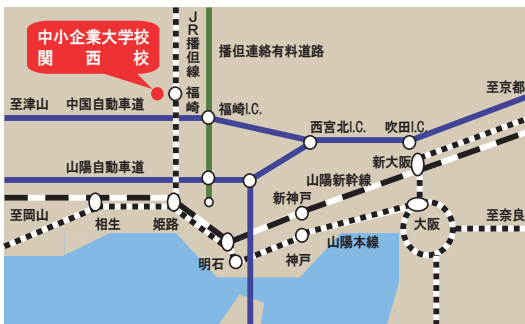 中小企業大学校
関西校
JR播但線
福崎
播但連絡有料道路
至津山
中国自動車道
福崎I.C.
至京都
西宮北I.C.
吹田I.C.
新大阪
山陽自動車道
山陽新幹線
新神戸
至岡山
相生
姫路
大阪
至奈良
山陽本線
明石
神戸